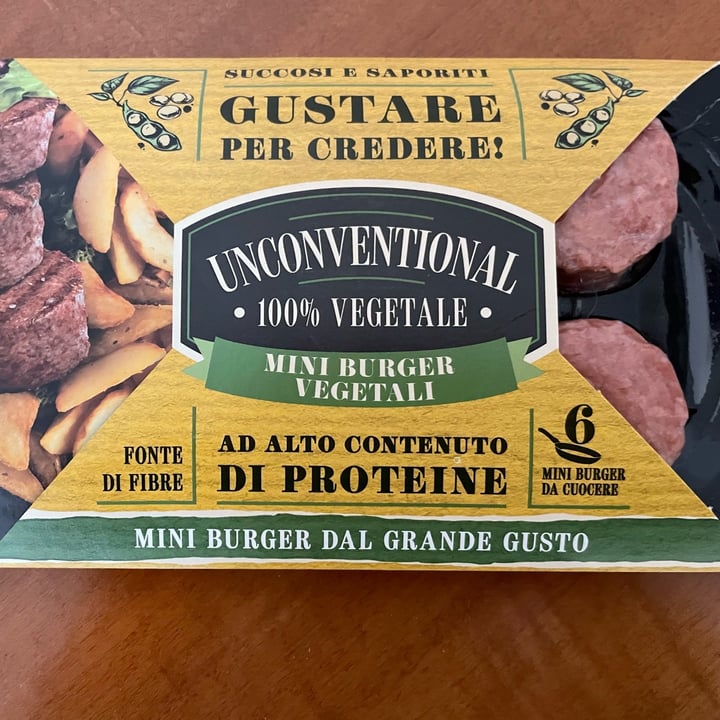 SUCCOSI E SAPORITI
GUSTARE
PER CREDERE!
UNCONVENTIONAL
• 100% VEGETALE •
MINI BURGER
VEGETALI
FONTE
DI FIBRE
AD ALTO CONTENUTO
DI PROTEINE
6
MINI BURGER
DA CUOCERE
MINI BURGER DAL GRANDE GUSTO